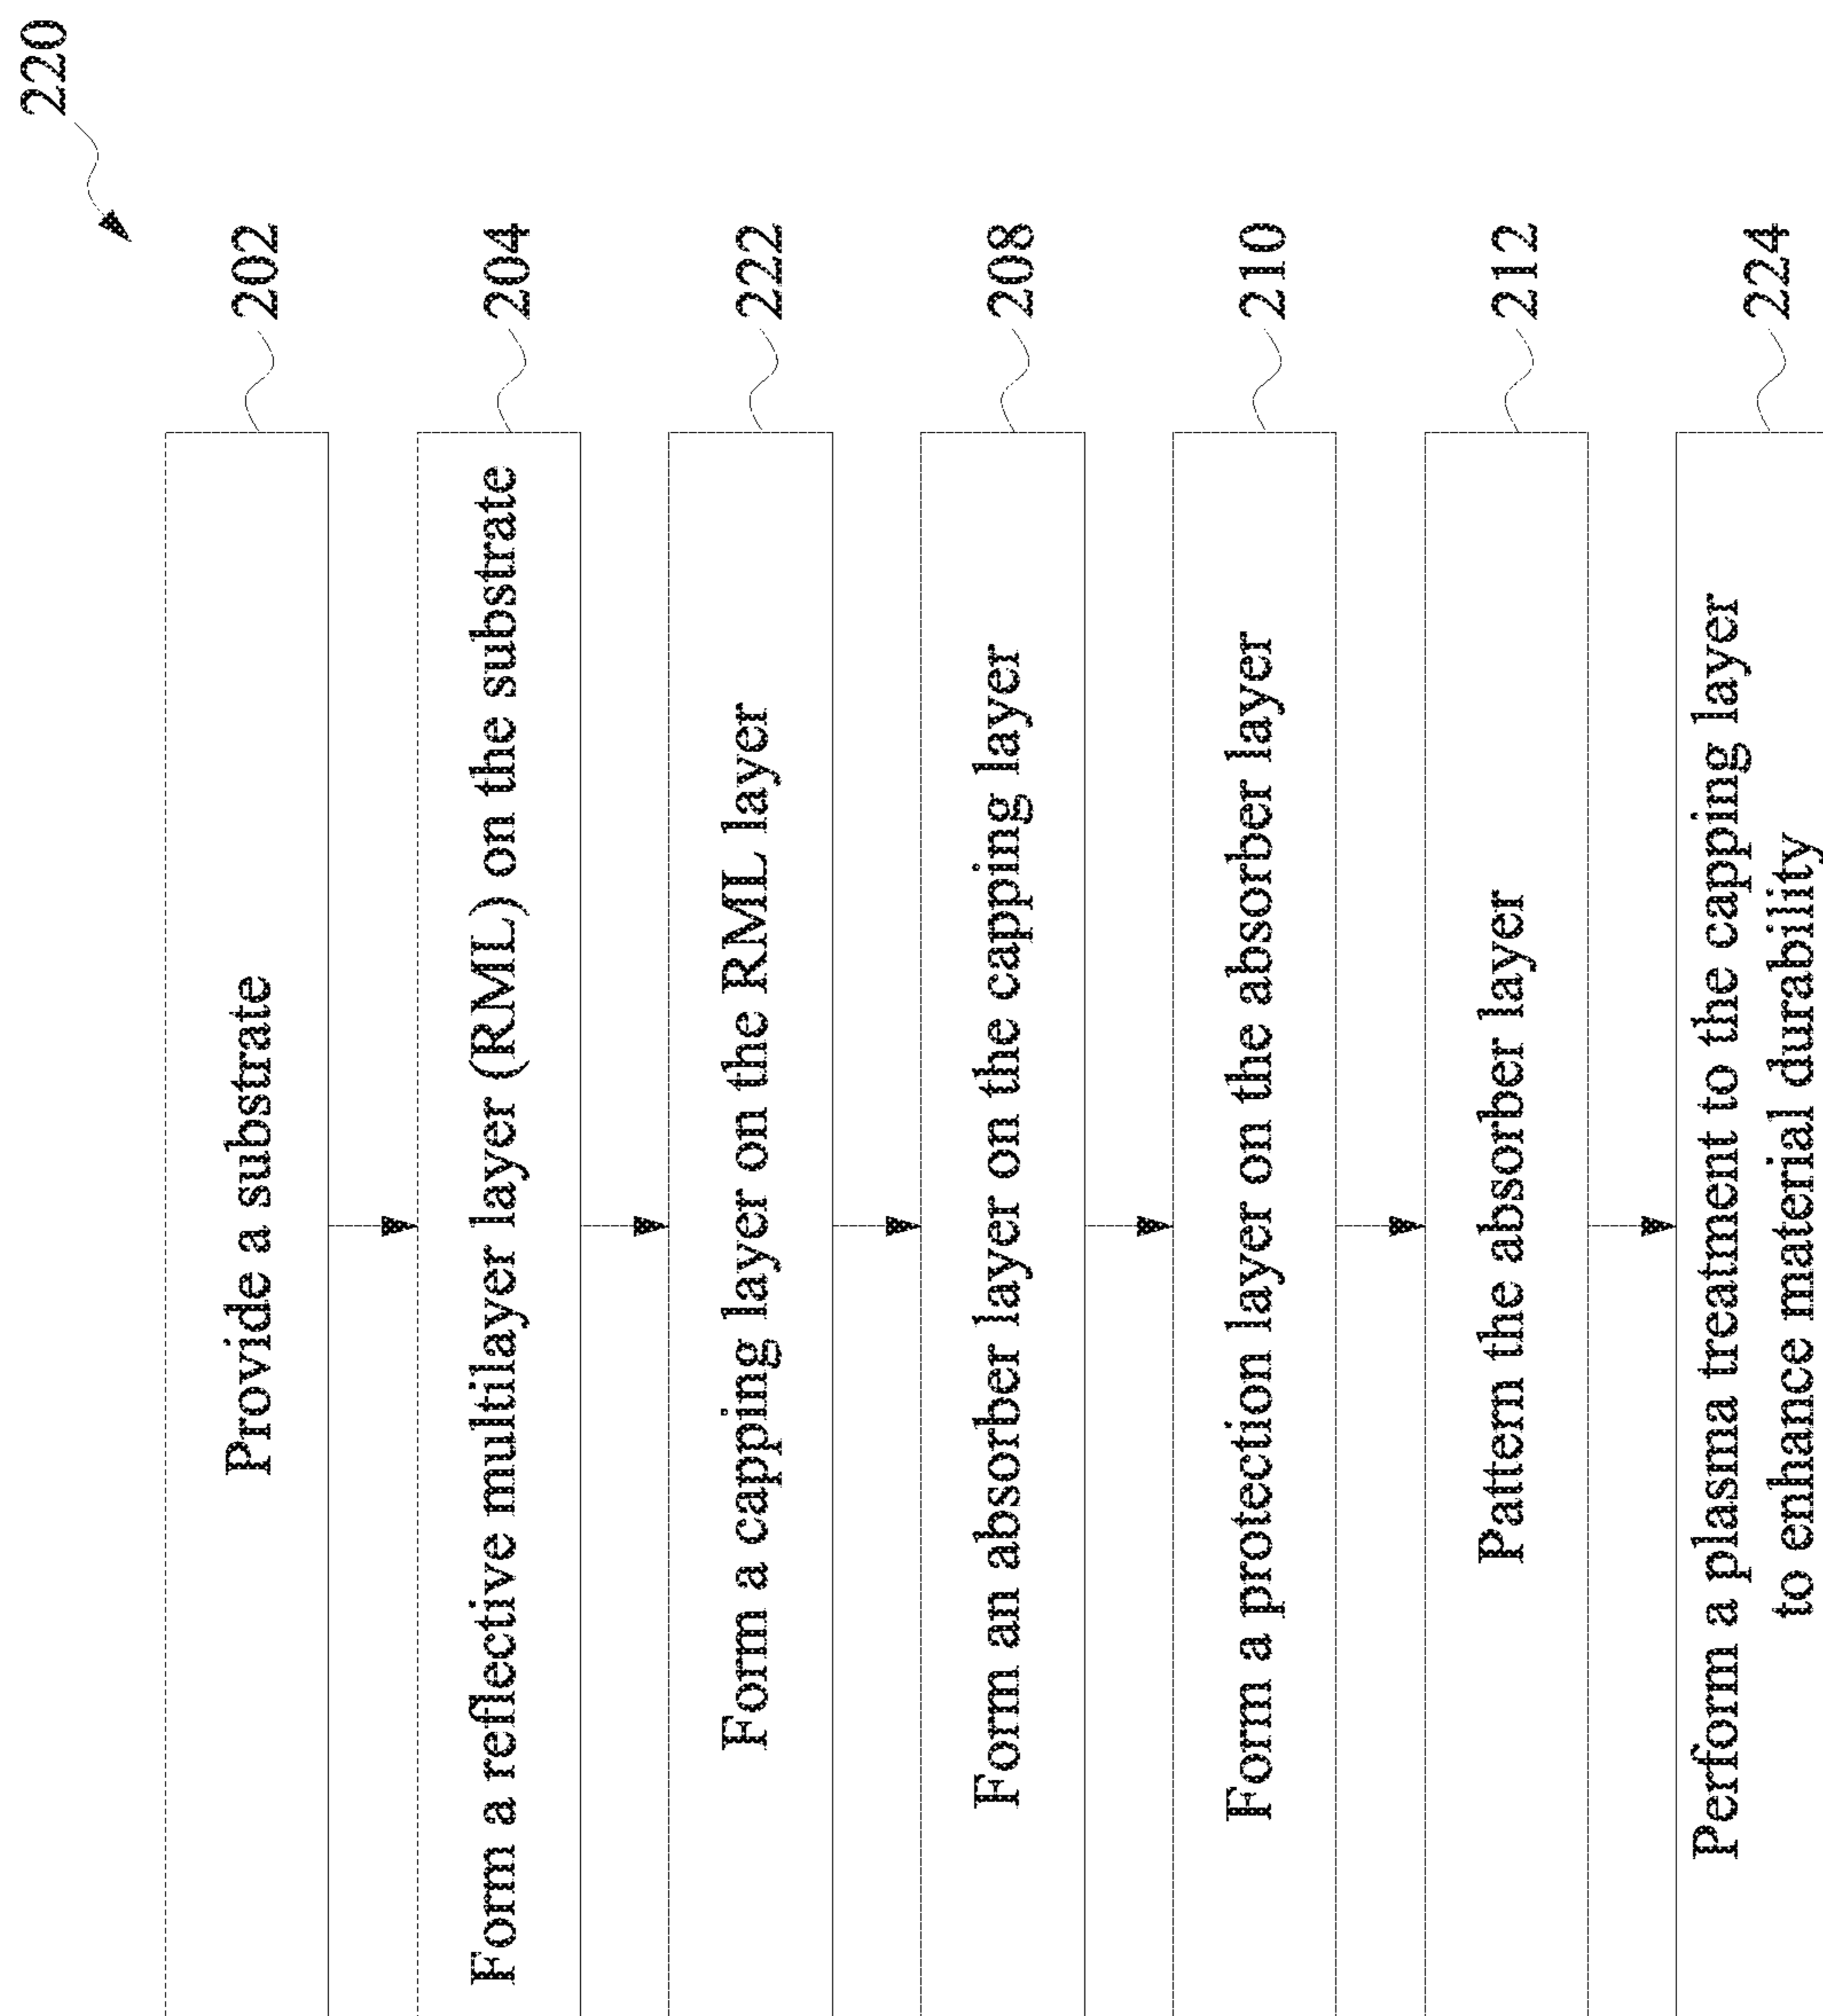 220
Provide a substrate
202
Form a reflective multilayer layer (RML) on the substrate
204
Form a capping layer on the RML layer
222
Form an absorber layer on the capping layer
208
Form a protection layer on the absorber layer
210
Pattern the absorber layer
212
Perform a plasma treatment to the capping layer
to enhance material durability
224